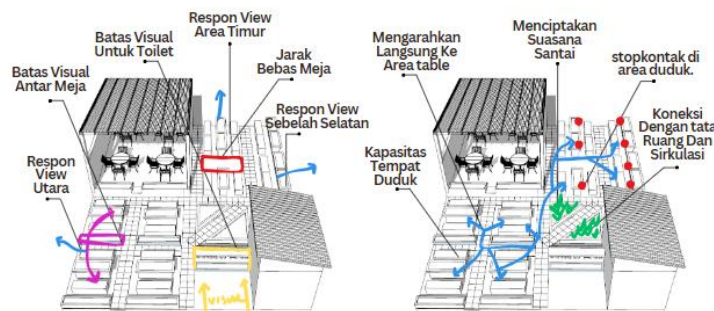 Batas Visual
Untuk Toilet
Respon View
Area Timur
Jarak
Bebas Meja
Batas Visual
Antar Meja
Respon View
Sebelah Selatan
Respon
View
Utara
visual
Mengarahkan
Langsung Ke
Area table
Menciptakan
Suasana
Santai
stopkontak di
area duduk.
Koneksi
Dengan tata
Ruang Dan
Sirkulasi
Kapasitas
Tempat
Duduk